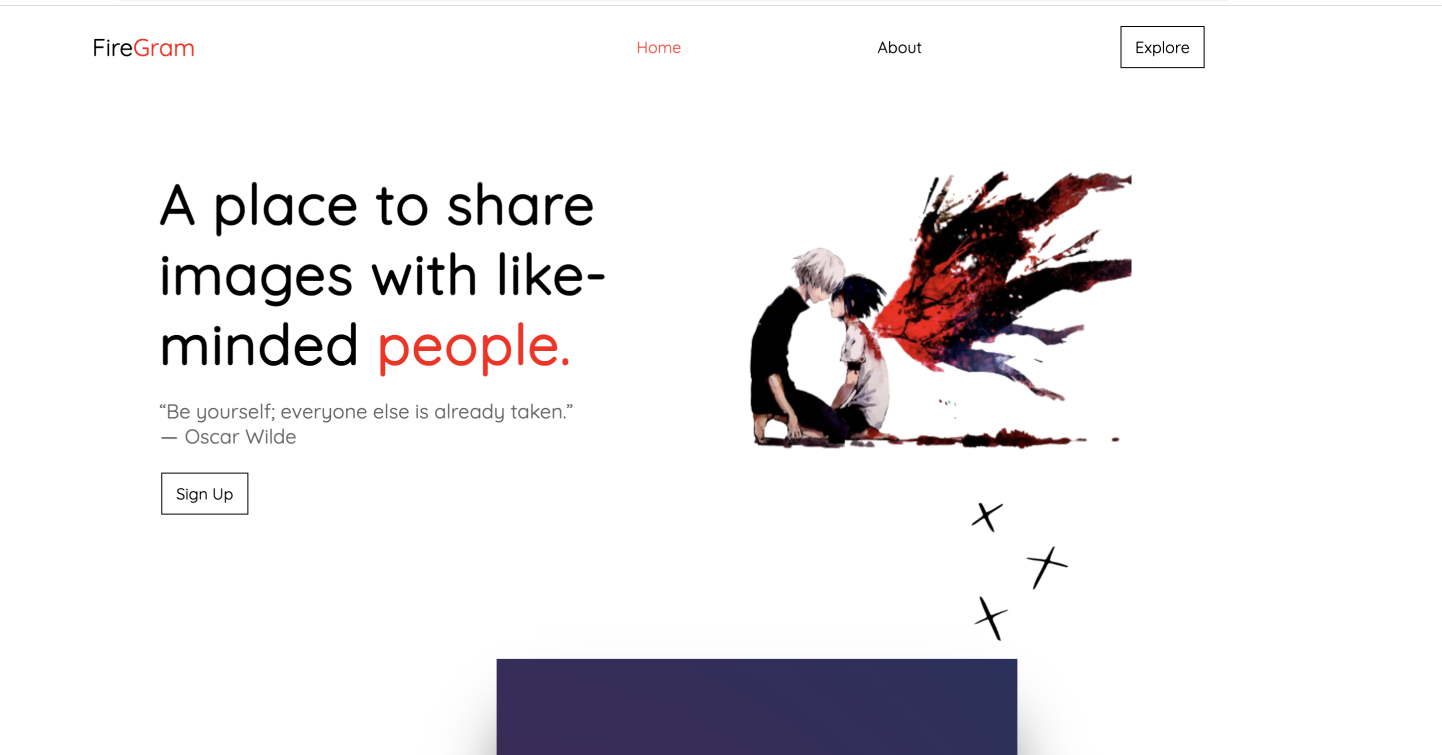 FireGram
Home
About
Explore
A place to share
images with like-
minded people.
“Be yourself; everyone else is already taken.”
― Oscar Wilde
Sign Up